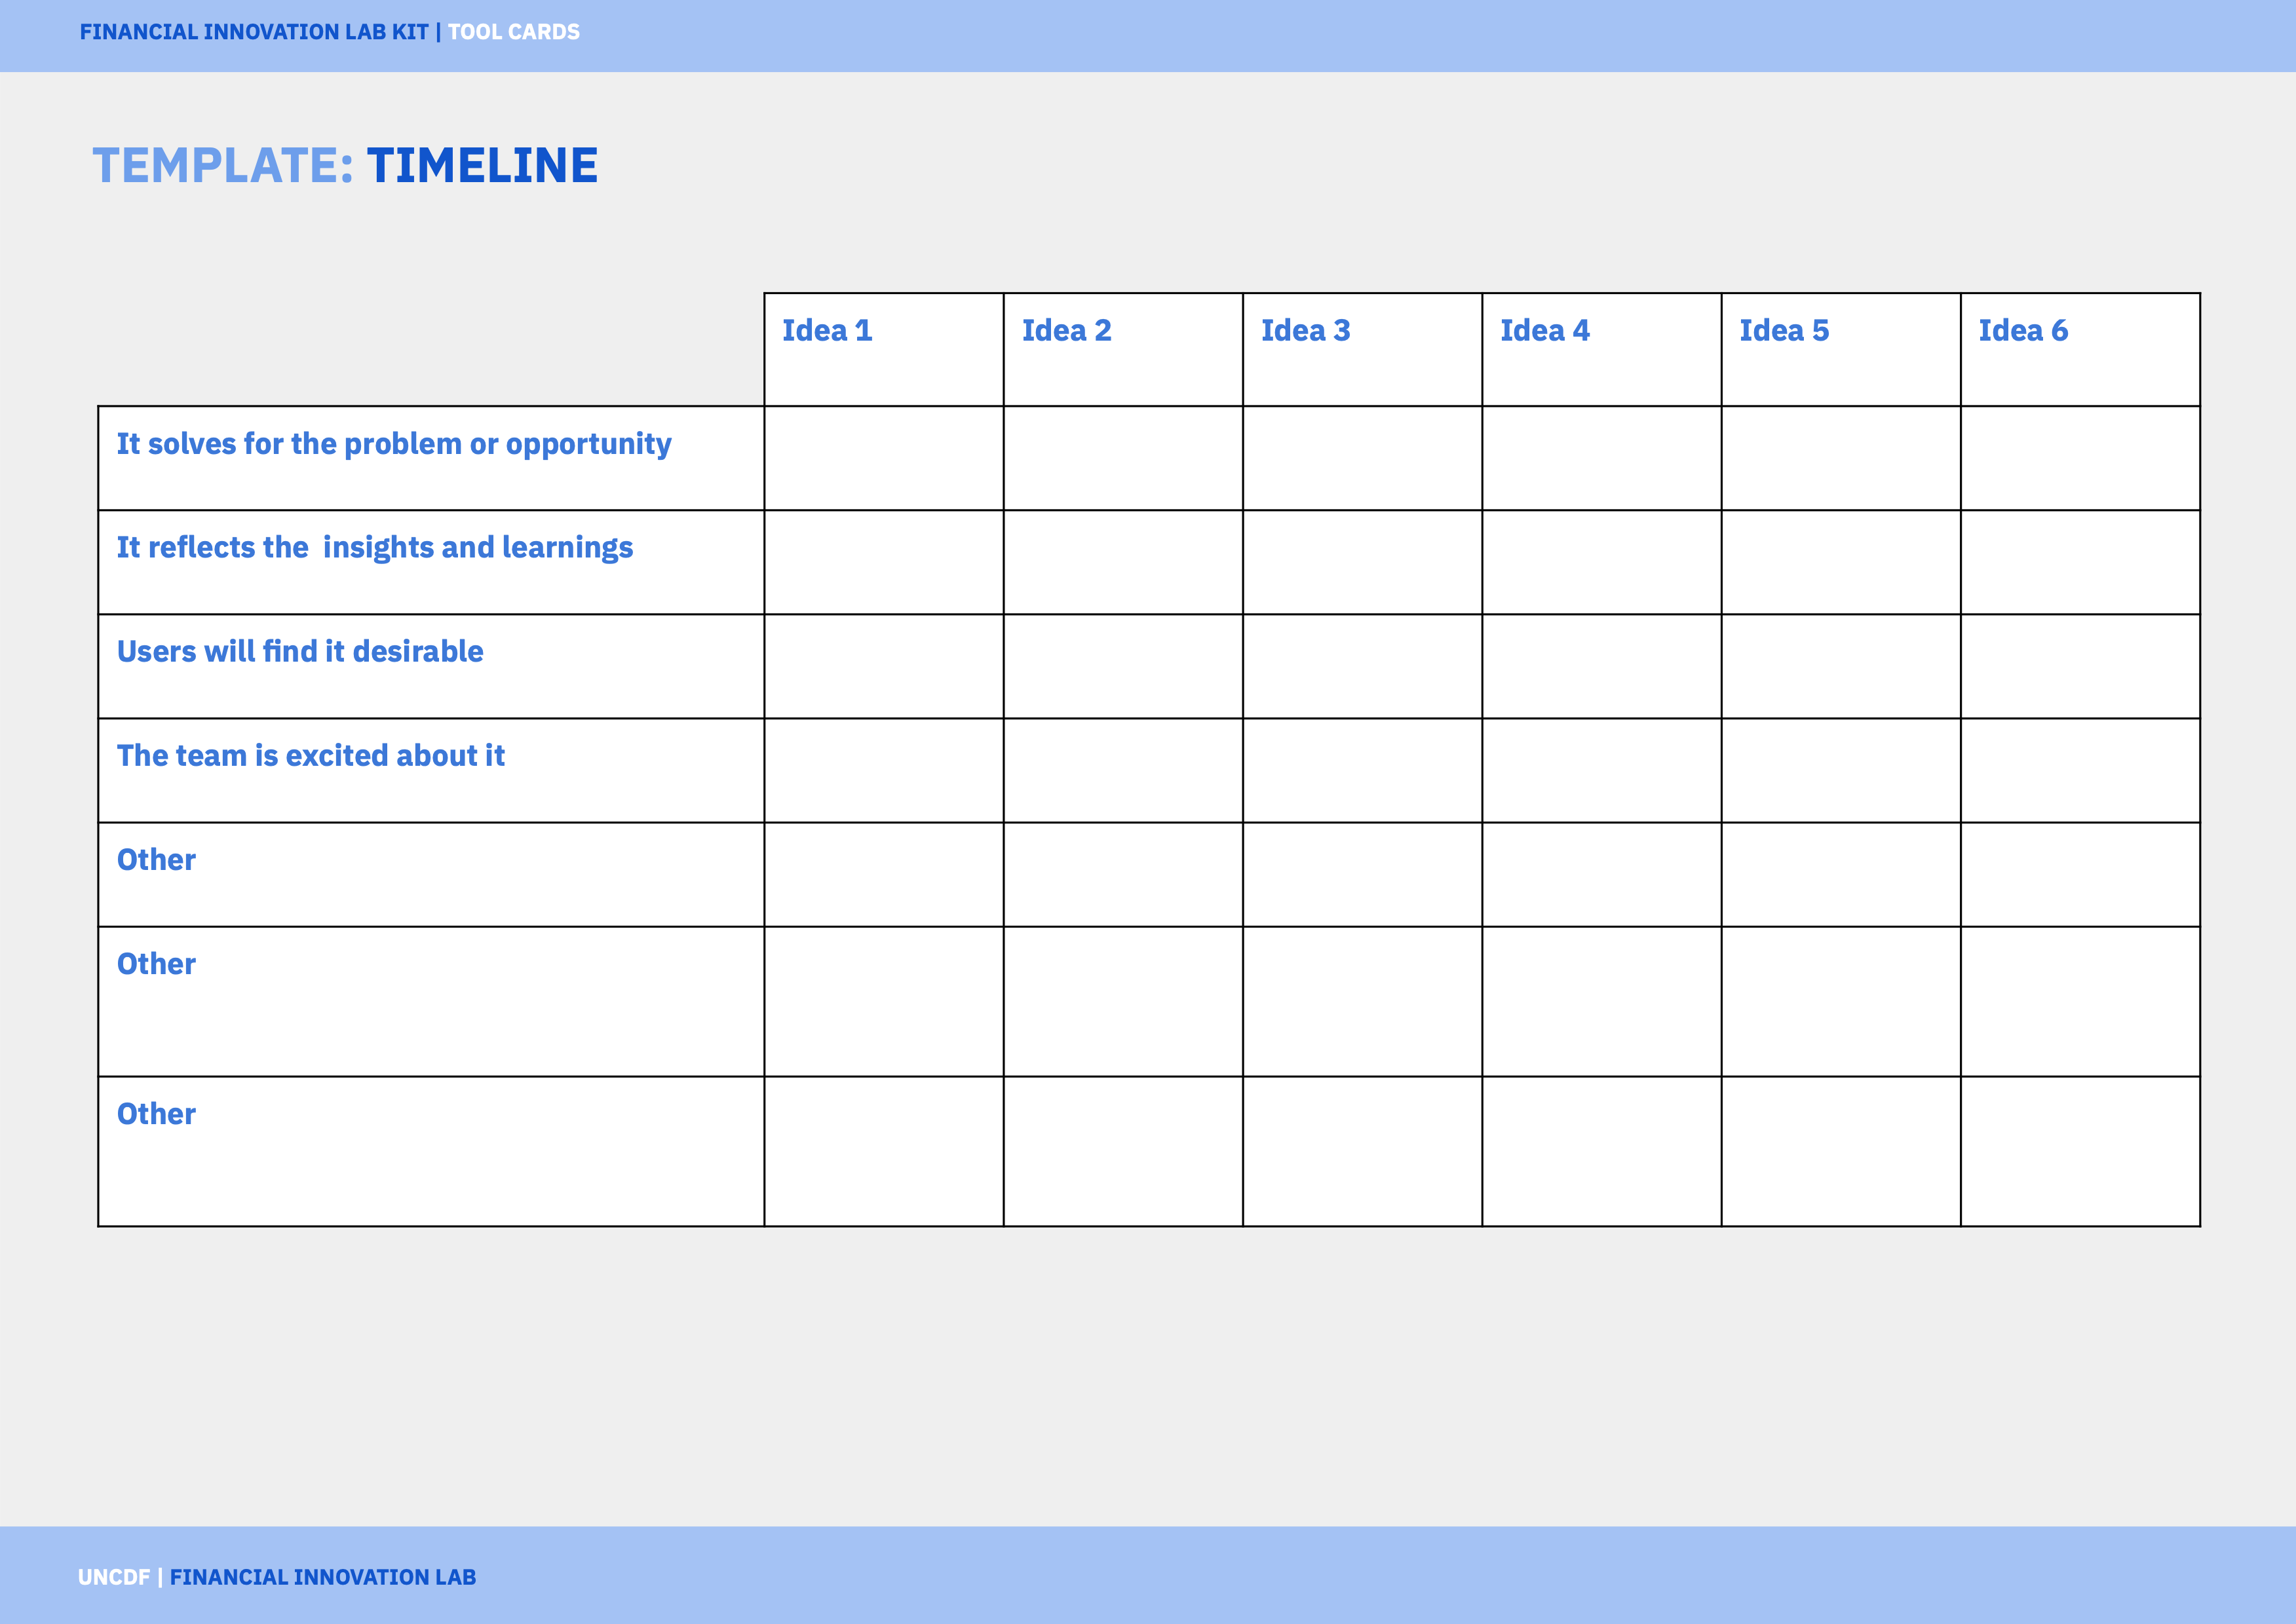 FINANCIAL INNOVATION LAB KIT | TOOL CARDS
TEMPLATE: TIMELINE
Idea 1 Idea 2 Idea 3 Idea 4 Idea 5 Idea 6
It solves for the problem or opportunity
It reflects the  insights and learnings
Users will find it desirable
The team is excited about it
Other
Other
Other
UNCDF | FINANCIAL INNOVATION LAB